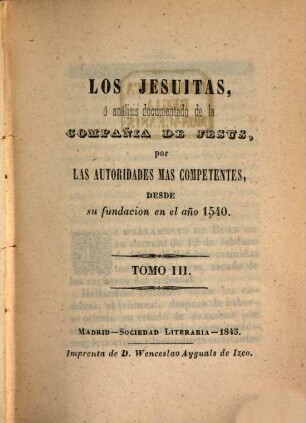 LOS JESUITAS,
ó análisis documentado de la
COMPAÑIA DE JESUS,
por
LAS AUTORIDADES MAS COMPETENTES,
DESDE
su fundacion en el año 1540.
TOMO III.
MADRID—SOCIEDAD LITERARIA—1845.
Imprenta de D. Wenceslao Ayguals de Izco.